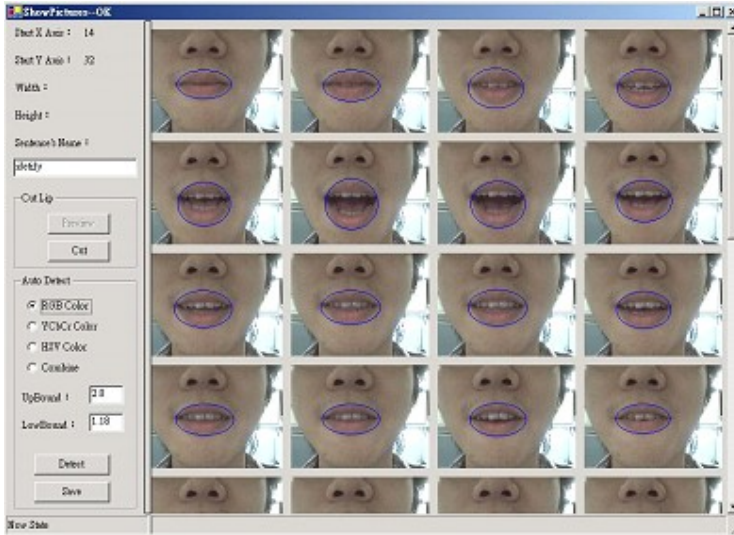 ShowPictures--OK
Start X Axis : 14
Start Y Axis : 32
Width :
Height :
Sentence's Name :
Cut Lip
Preview
Cut
Auto Detect
RGB Color
YCbCr Color
HSV Color
Combine
UpBound : 2.8
LowBound : 1.18
Detect
Save
Now State